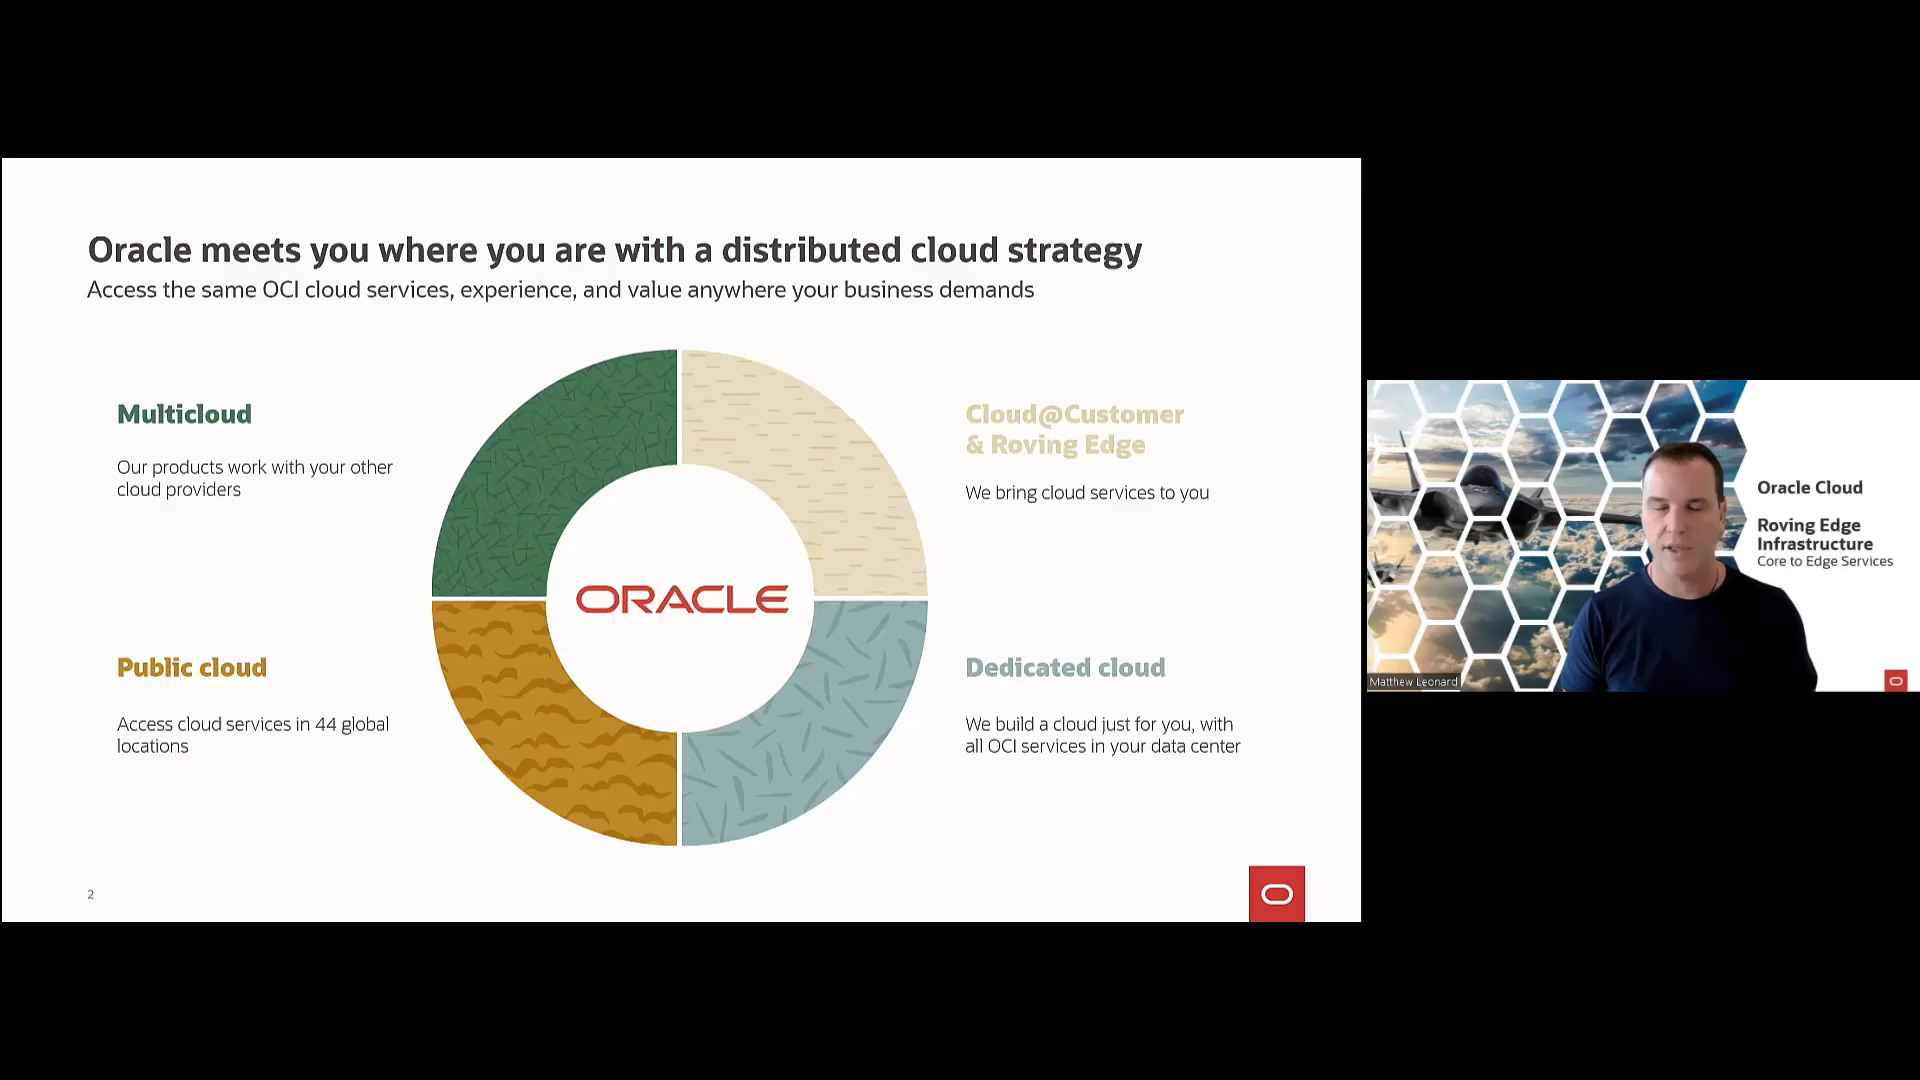 Oracle meets you where you are with a distributed cloud strategy
Access the same OCI cloud services, experience, and value anywhere your business demands
Multicloud
Our products work with your other
cloud providers
Cloud@Customer
& Roving Edge
We bring cloud services to you
ORACLE
Public cloud
Access cloud services in 44 global
locations
Dedicated cloud
We build a cloud just for you, with
all OCI services in your data center
2
Oracle Cloud
Roving Edge
Infrastructure
Core to Edge Services
Matthew Leonard